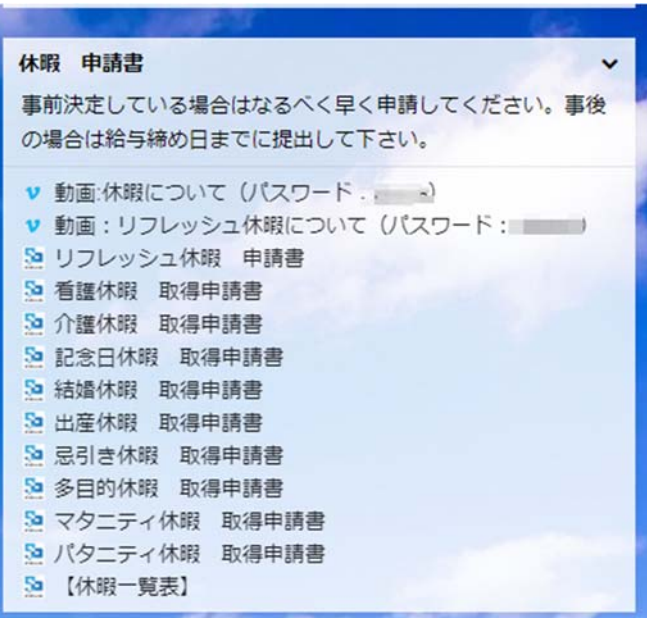 休暇　申請書
事前決定している場合はなるべく早く申請してください。事後
の場合は給与締め日までに提出して下さい。
動画:休暇について（パスワード：
動画：リフレッシュ休暇について（パスワード：　）
リフレッシュ休暇　申請書
看護休暇　取得申請書
介護休暇　取得申請書
記念日休暇　取得申請書
結婚休暇　取得申請書
出産休暇　取得申請書
忌引き休暇　取得申請書
多目的休暇　取得申請書
マタニティ休暇　取得申請書
パタニティ休暇　取得申請書
【休暇一覧表】